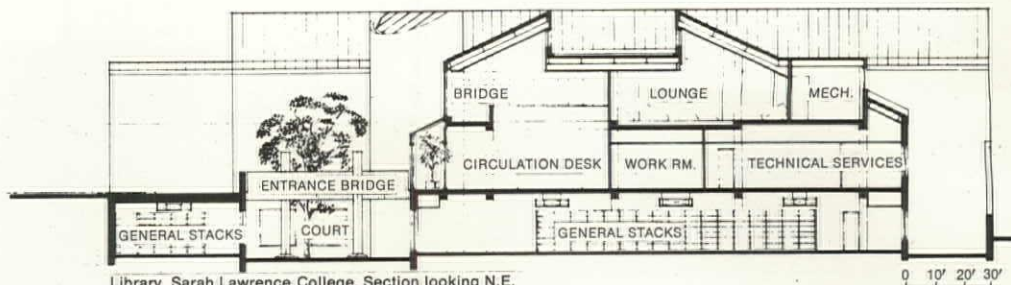 BRIDGE
LOUNGE
MECH.
CIRCULATION DESK
WORK RM.
TECHNICAL SERVICES
ENTRANCE BRIDGE
GENERAL STACKS
COURT
GENERAL STACKS
Library, Sarah Lawrence College, Section looking N.E.
0 10' 20' 30'